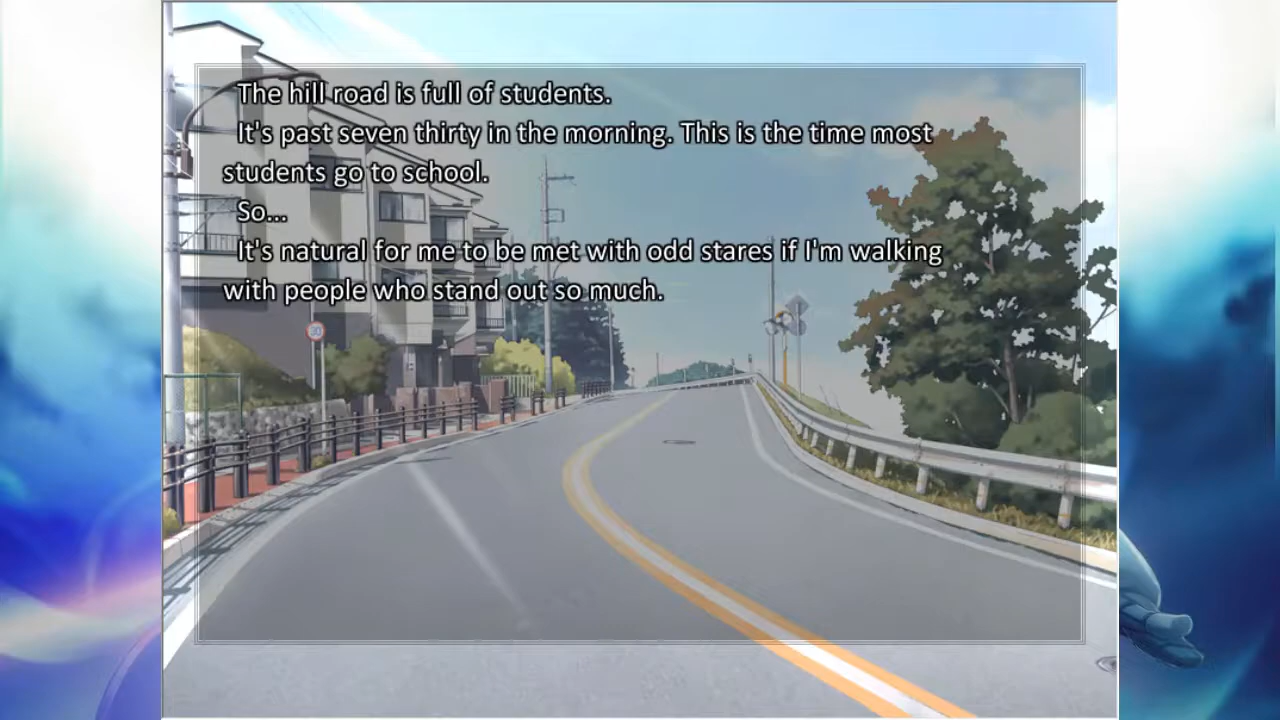 The hill road is full of students.
It's past seven thirty in the morning. This is the time most
students go to school.
So...
It's natural for me to be met with odd stares if I'm walking
with people who stand out so much.
30